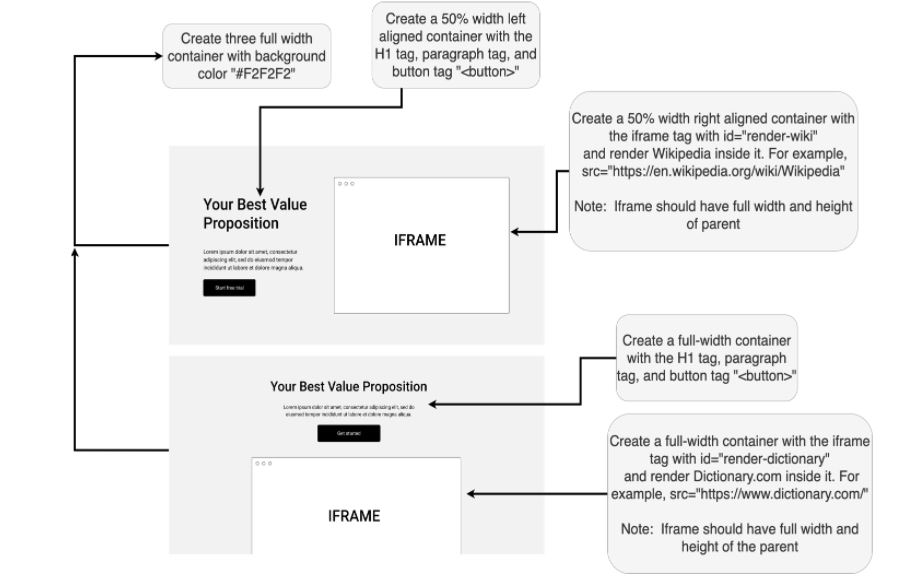 Create three full width
container with background
color "#F2F2F2"
Create a 50% width left
aligned container with the
H1 tag, paragraph tag, and
button tag "<button>"
Create a 50% width right aligned container with
the iframe tag with id="render-wiki"
and render Wikipedia inside it. For example,
src="https://en.wikipedia.org/wiki/Wikipedia"
Note: Iframe should have full width and height
of parent
Your Best Value
Proposition
Lorem ipsum dolor sit amet, consectetur
adipiscing elit, sed do eiusmod tempor
incididunt ut labore et dolore magna aliqua.
Start free trial
IFRAME
Create a full-width container
with the H1 tag, paragraph
tag, and button tag "<button>"
Your Best Value Proposition
Lorem ipsum dolor sit amet, consectetur adipiscing elit, sed do
eiusmod tempor incididunt ut labore et dolore magna aliqua.
Get started
IFRAME
Create a full-width container with the iframe
tag with id="render-dictionary"
and render Dictionary.com inside it. For
example, src="https://www.dictionary.com/"
Note: Iframe should have full width and
height of the parent